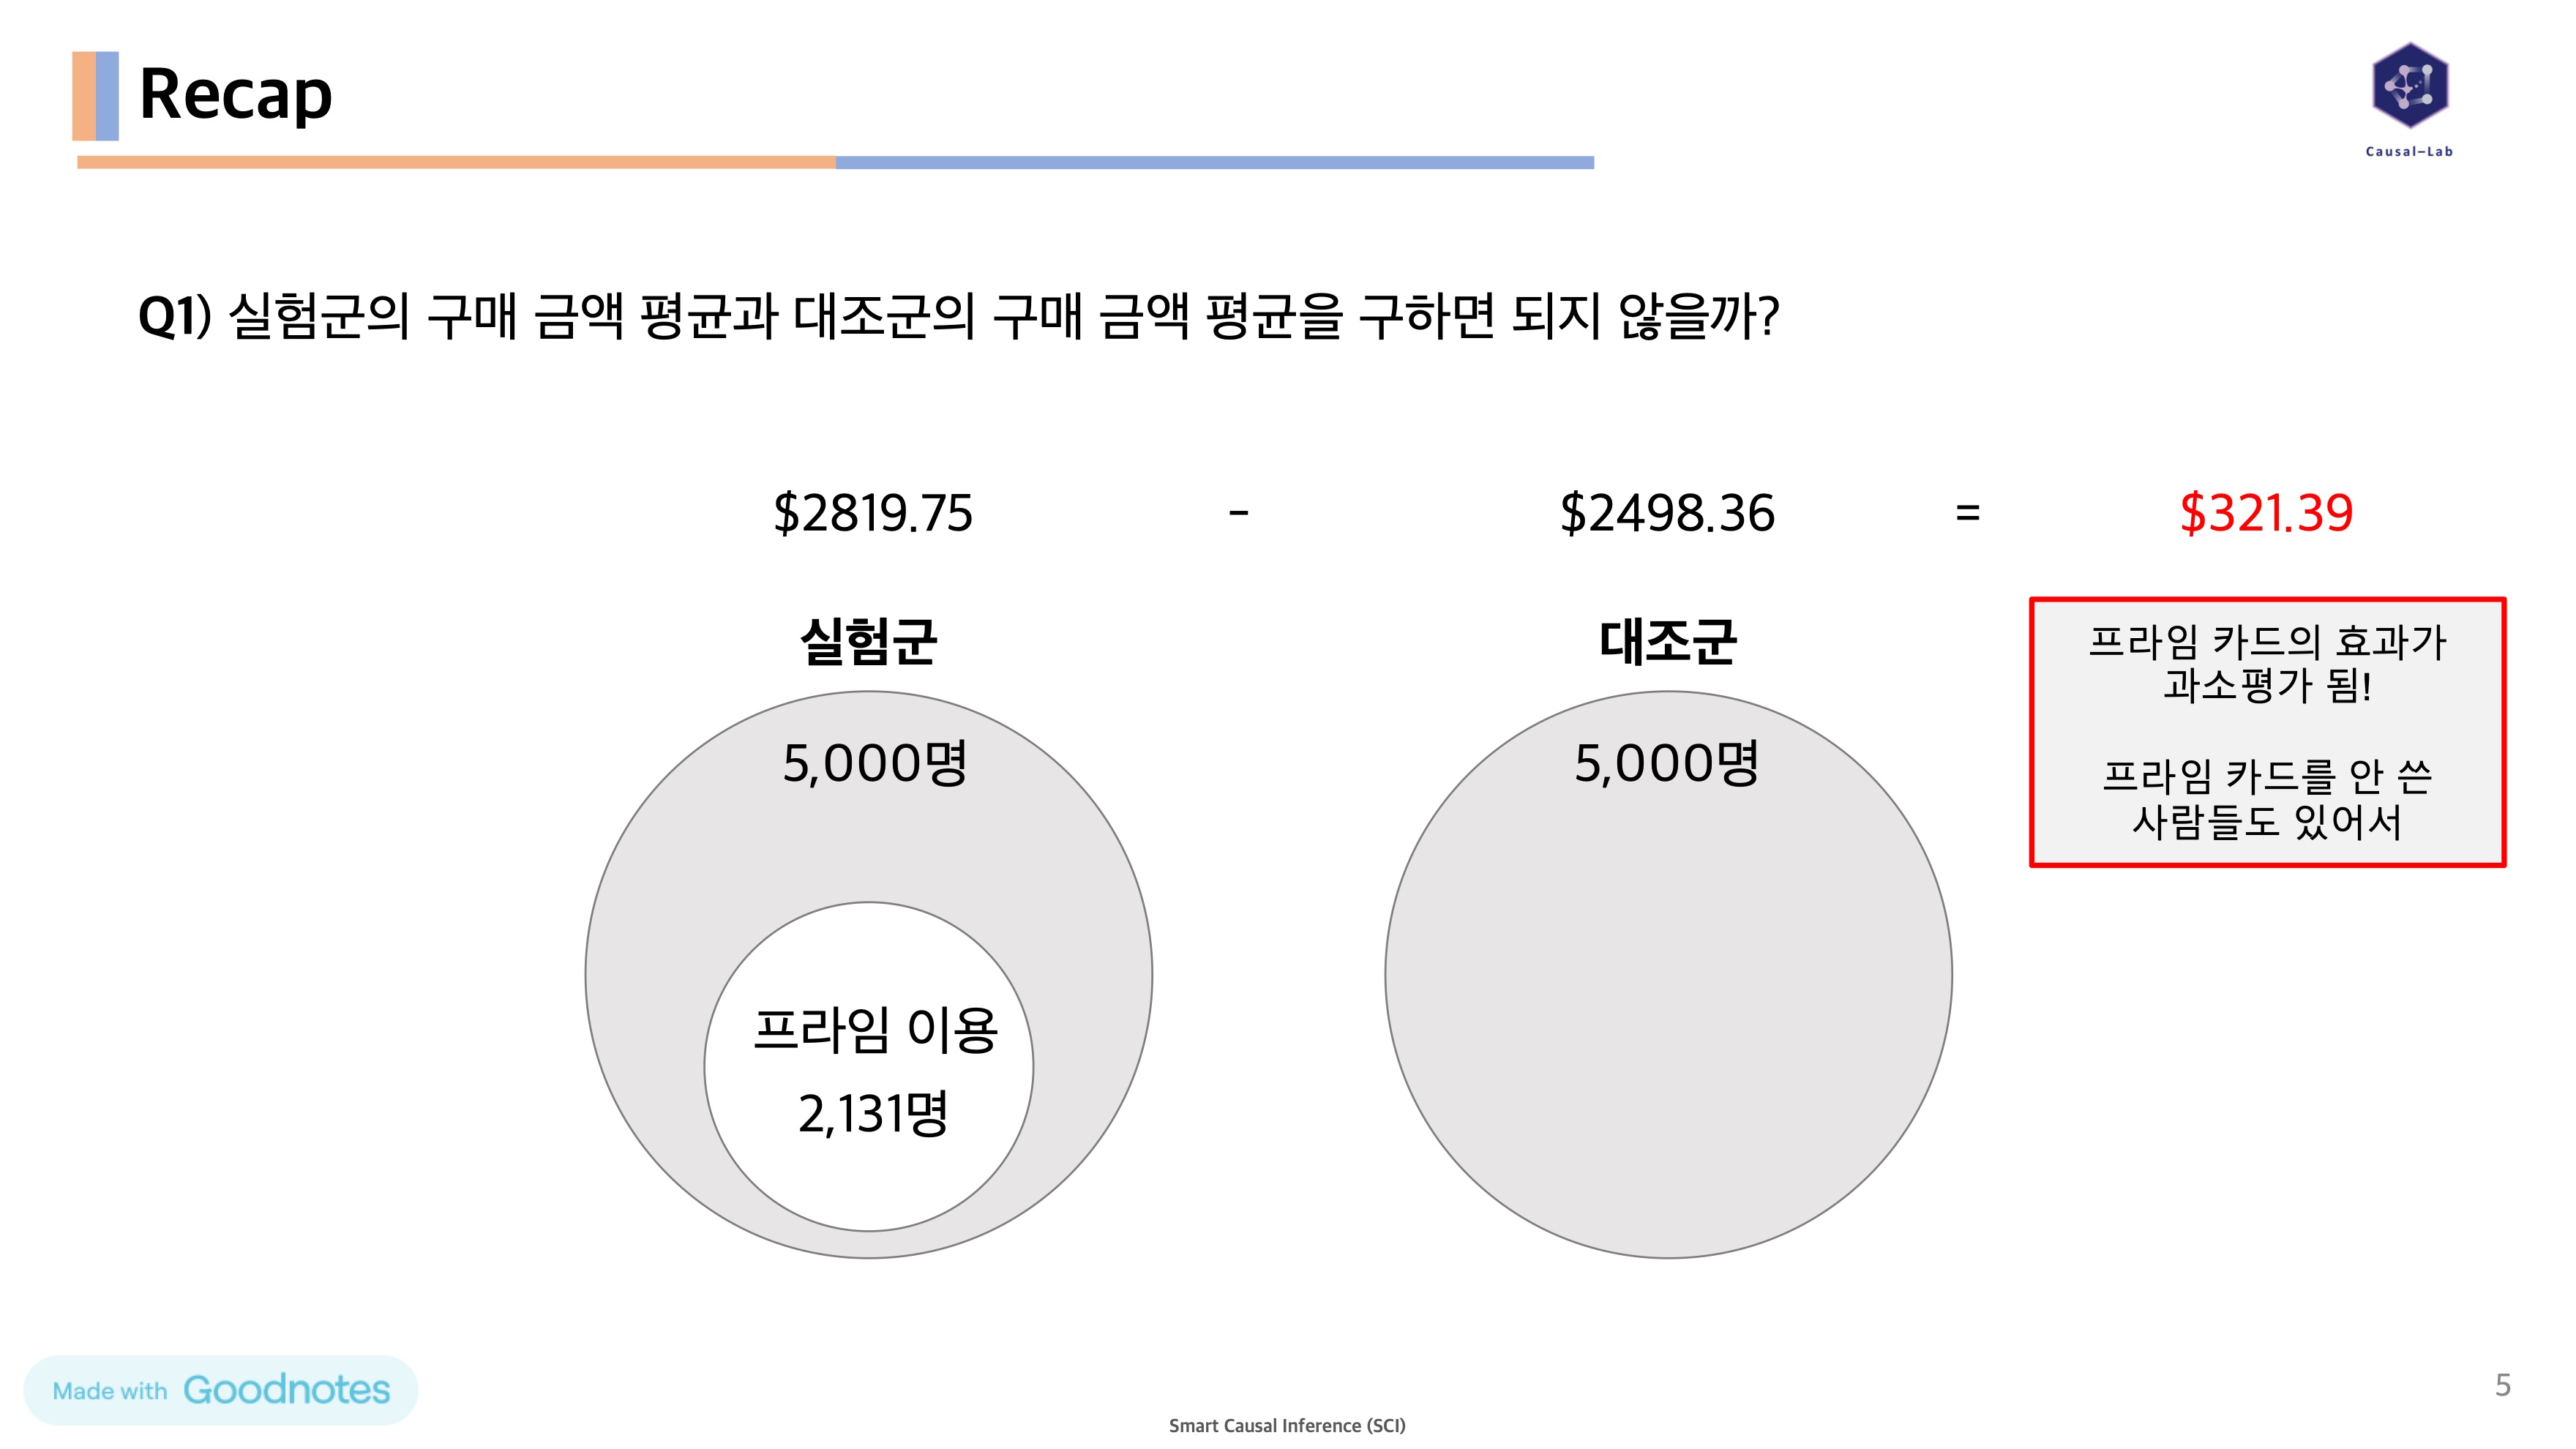 Recap
Causal-Lab
Q1) 실험군의 구매 금액 평균과 대조군의 구매 금액 평균을 구하면 되지 않을까?
$2819.75 - $2498.36 = $321.39
실험군
대조군
프라임 카드의 효과가
과소평가 됨!
프라임 카드를 안 쓴
사람들도 있어서
5,000명
5,000명
프라임 이용
2,131명
Made with Goodnotes
5
Smart Causal Inference (SCI)